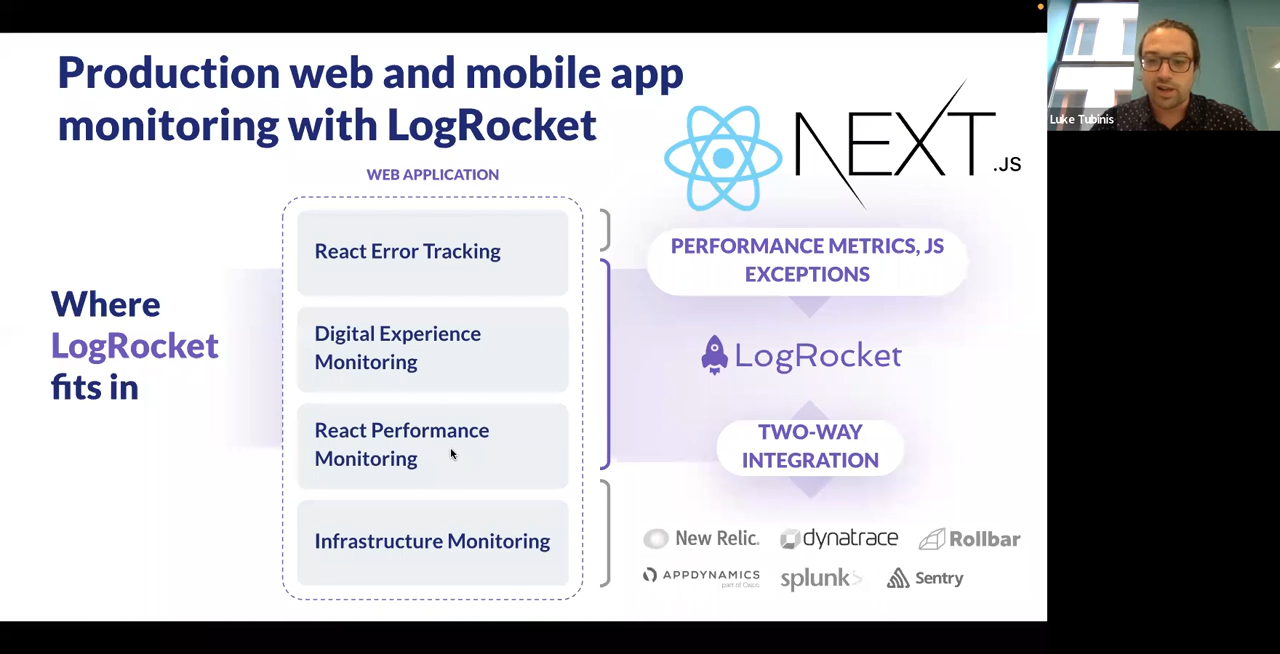 Production web and mobile app
monitoring with LogRocket
NEXT
.JS
Luke Tubinis
WEB APPLICATION
React Error Tracking
Digital Experience
Monitoring
React Performance
Monitoring
Infrastructure Monitoring
Where
LogRocket
fits in
PERFORMANCE METRICS, JS
EXCEPTIONS
LogRocket
TWO-WAY
INTEGRATION
New Relic.
dynatrace
Rollbar
APPDYNAMICS
part of Cisco
splunk>
Sentry